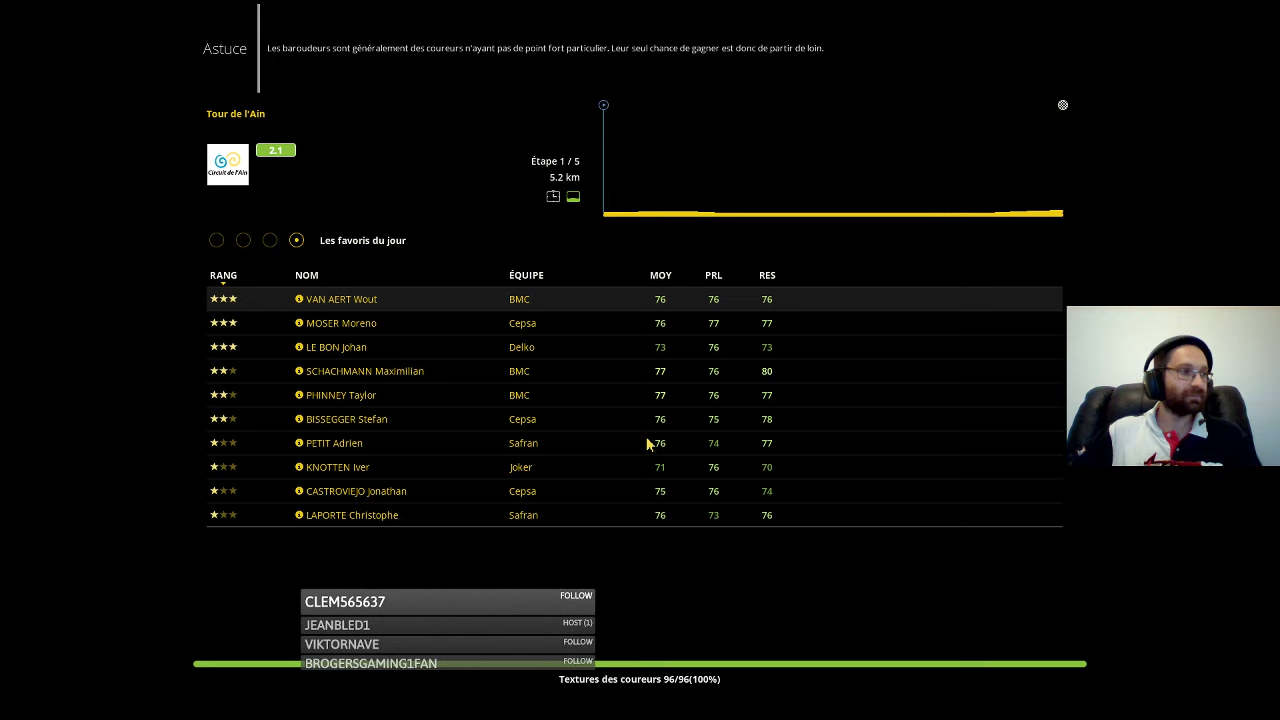 Astuce
Les baroudeurs sont généralement des coureurs n'ayant pas de point fort particulier. Leur seul chance de gagner est donc de partir de loin.
Tour de l'Ain
Circuit de l'Ain
2.1
Étape 1 / 5
5.2 km
Les favoris du jour
RANG NOM ÉQUIPE MOY PRL RES
VAN AERT Wout BMC 76 76 76
MOSER Moreno Cepsa 76 77 77
LE BON Johan Delko 73 76 73
SCHACHMANN Maximilian BMC 77 76 80
PHINNEY Taylor BMC 77 76 77
BISSEGGER Stefan Cepsa 76 75 78
PETIT Adrien Safran 76 74 77
KNOTTEN Iver Joker 71 76 70
CASTROVIEJO Jonathan Cepsa 75 76 74
LAPORTE Christophe Safran 76 73 76
CLEM565637 FOLLOW
JEANBLED1 HOST (1)
VIKTORNAVE FOLLOW
BROGERSGAMING1FAN FOLLOW
Textures des coureurs 96/96(100%)